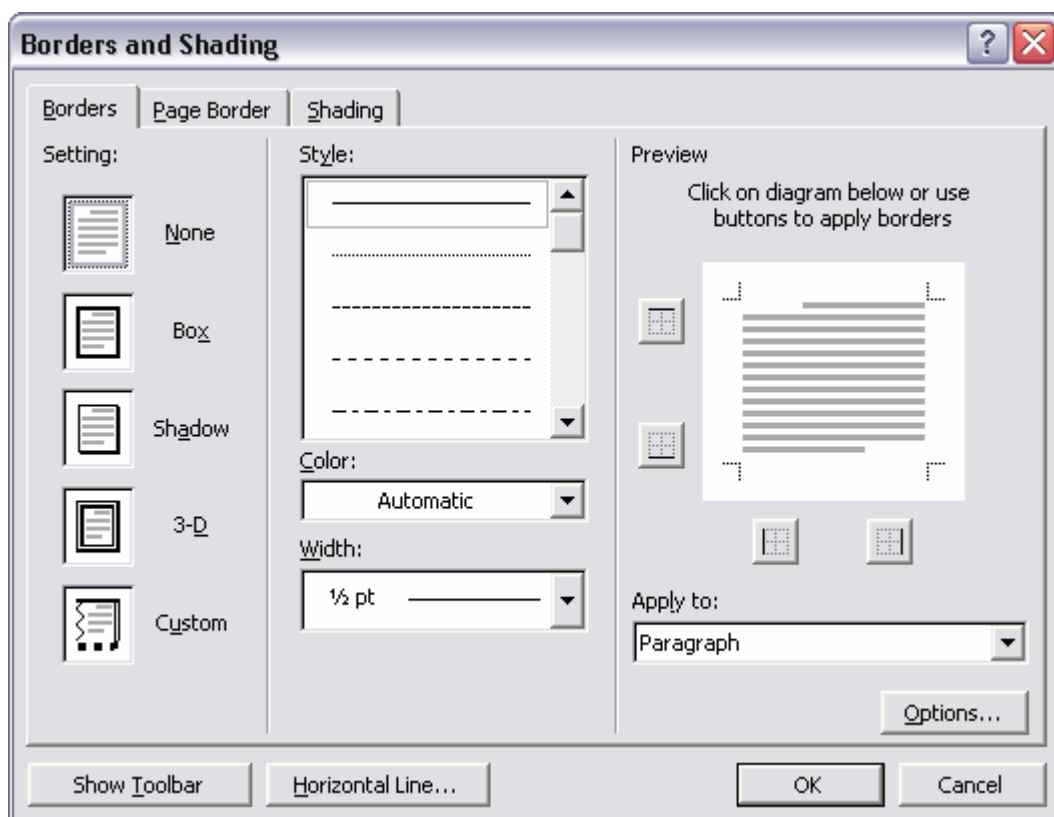 Borders and Shading
Borders
Page Border
Shading
Setting:
None
Box
Shadow
3-D
Custom
Style:
Color:
Automatic
Width:
½ pt
Preview
Click on diagram below or use
buttons to apply borders
Apply to:
Paragraph
Options...
Show Toolbar
Horizontal Line...
OK
Cancel